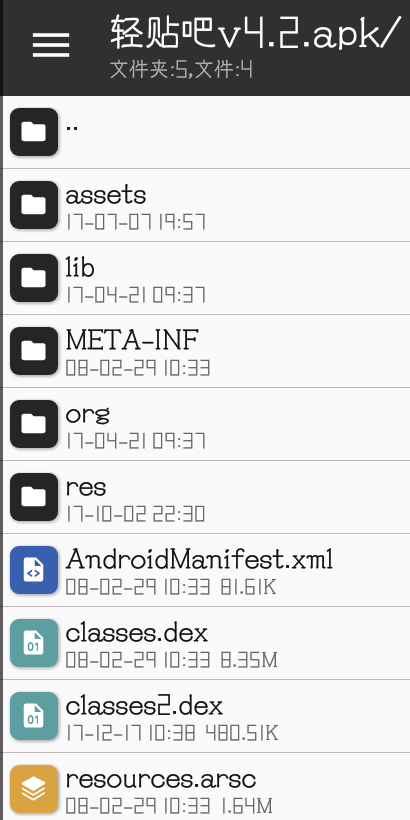 轻贴吧v4.2.apk/
文件夹:5,文件:4
..
assets
17-07-07 19:57
lib
17-04-21 09:37
META-INF
08-02-29 10:33
org
17-04-21 09:37
res
17-10-02 22:30
AndroidManifest.xml
08-02-29 10:33 81.61K
classes.dex
08-02-29 10:33 8.35M
classes2.dex
17-12-17 10:38 480.51K
resources.arsc
08-02-29 10:33 1.64M